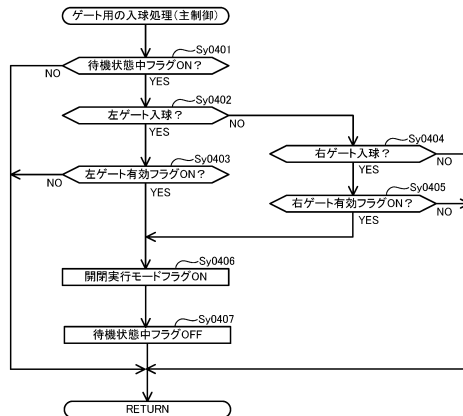 ゲート用の入球処理(主制御)
Sy0401
待機状態中フラグON?
NO
YES
Sy0402
左ゲート入球?
NO
YES
Sy0403
左ゲート有効フラグON?
NO
YES
Sy0404
右ゲート入球?
NO
YES
Sy0405
右ゲート有効フラグON?
NO
YES
Sy0406
開閉実行モードフラグON
Sy0407
待機状態中フラグOFF
RETURN